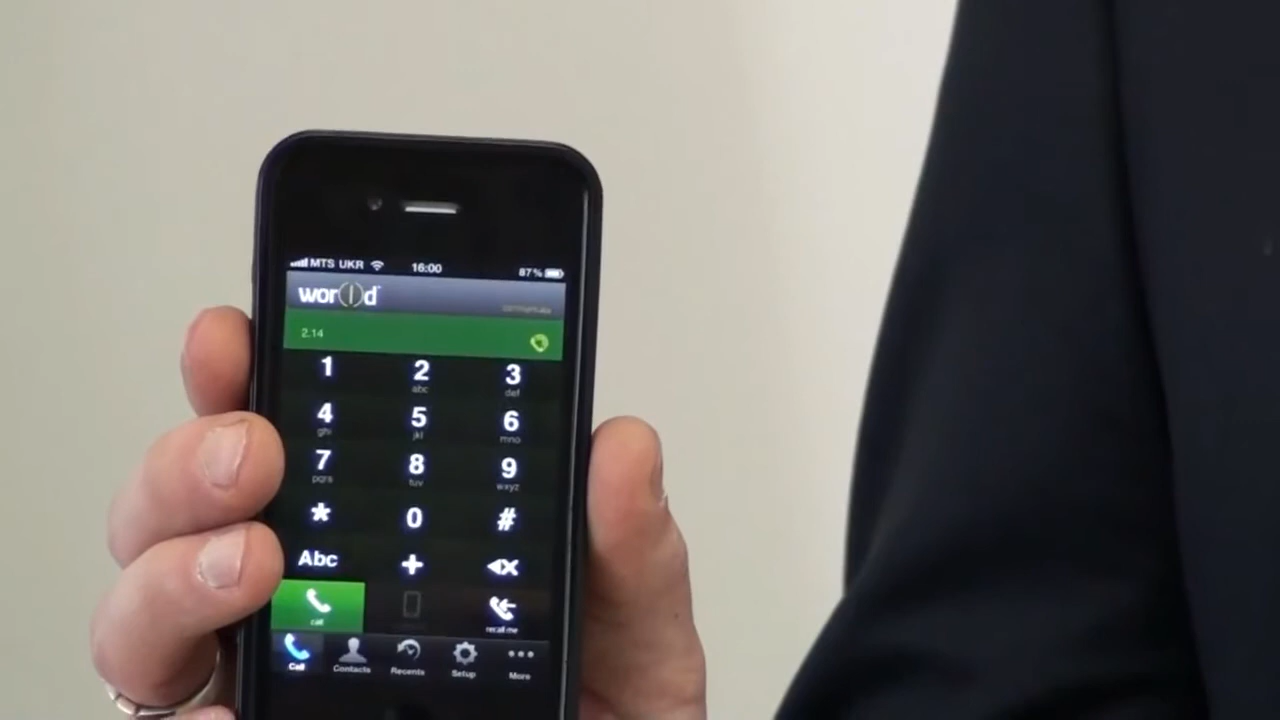 MTS UKR 16:00 87%
wor(l)d
2.14
1 2 3
abc def
4 5 6
ghi jkl mno
7 8 9
pqrs tuv wxyz
* 0 #
Abc +
call recall me
Call Contacts Recents Setup More